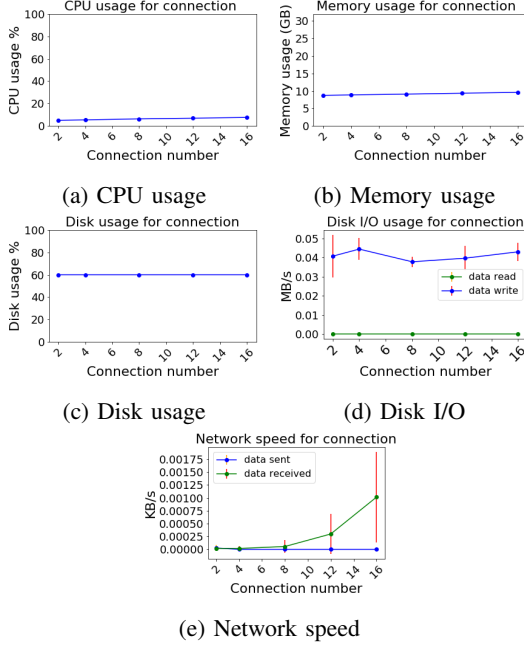 CPU usage for connection
CPU usage %
100
80
60
40
20
0
2 4 6 8 10 12 14 16
Connection number
(a) CPU usage
Memory usage for connection
Memory usage (GB)
30
25
20
15
10
5
0
2 4 6 8 10 12 14 16
Connection number
(b) Memory usage
Disk usage for connection
Disk usage %
100
80
60
40
20
0
2 4 6 8 10 12 14 16
Connection number
(c) Disk usage
Disk I/O usage for connection
MB/s
0.05
0.04
0.03
0.02
0.01
0.00
data read
data write
2 4 6 8 10 12 14 16
Connection number
(d) Disk I/O
Network speed for connection
KB/s
0.00175
0.00150
0.00125
0.00100
0.00075
0.00050
0.00025
0.00000
data sent
data received
2 4 6 8 10 12 14 16
Connection number
(e) Network speed